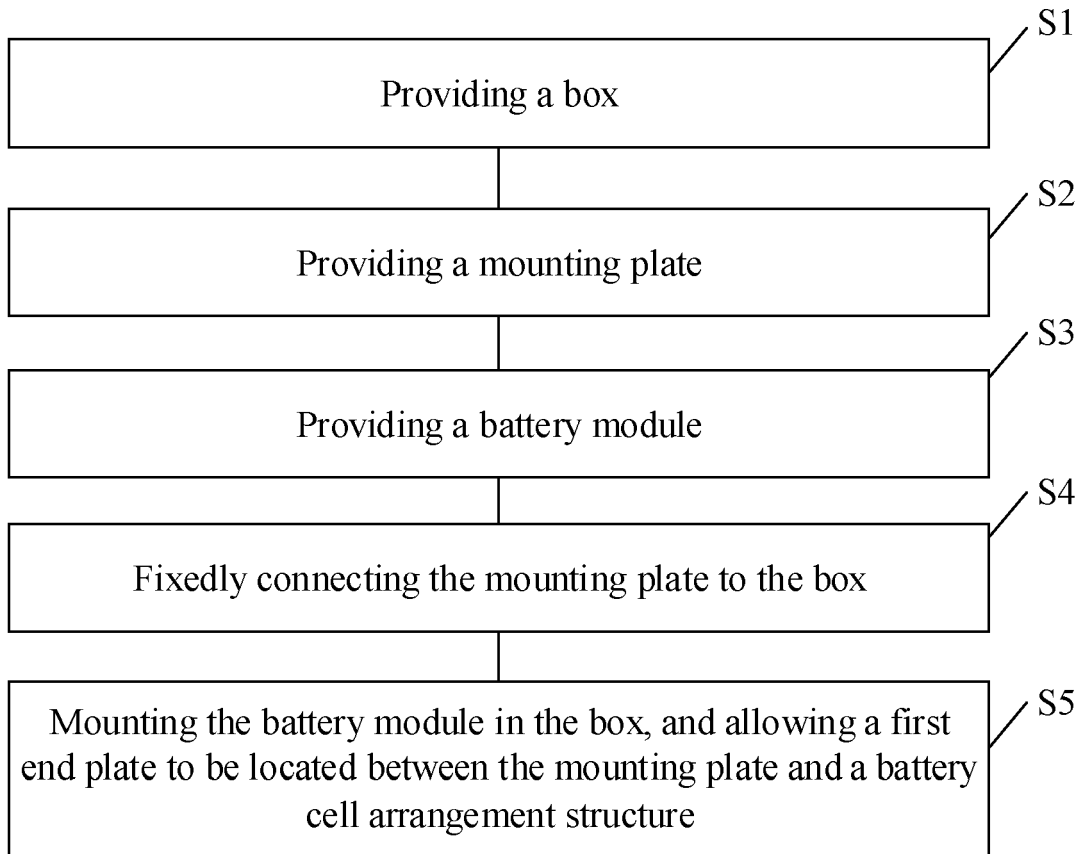 S1
Providing a box
S2
Providing a mounting plate
S3
Providing a battery module
S4
Fixedly connecting the mounting plate to the box
S5
Mounting the battery module in the box, and allowing a first
end plate to be located between the mounting plate and a battery
cell arrangement structure